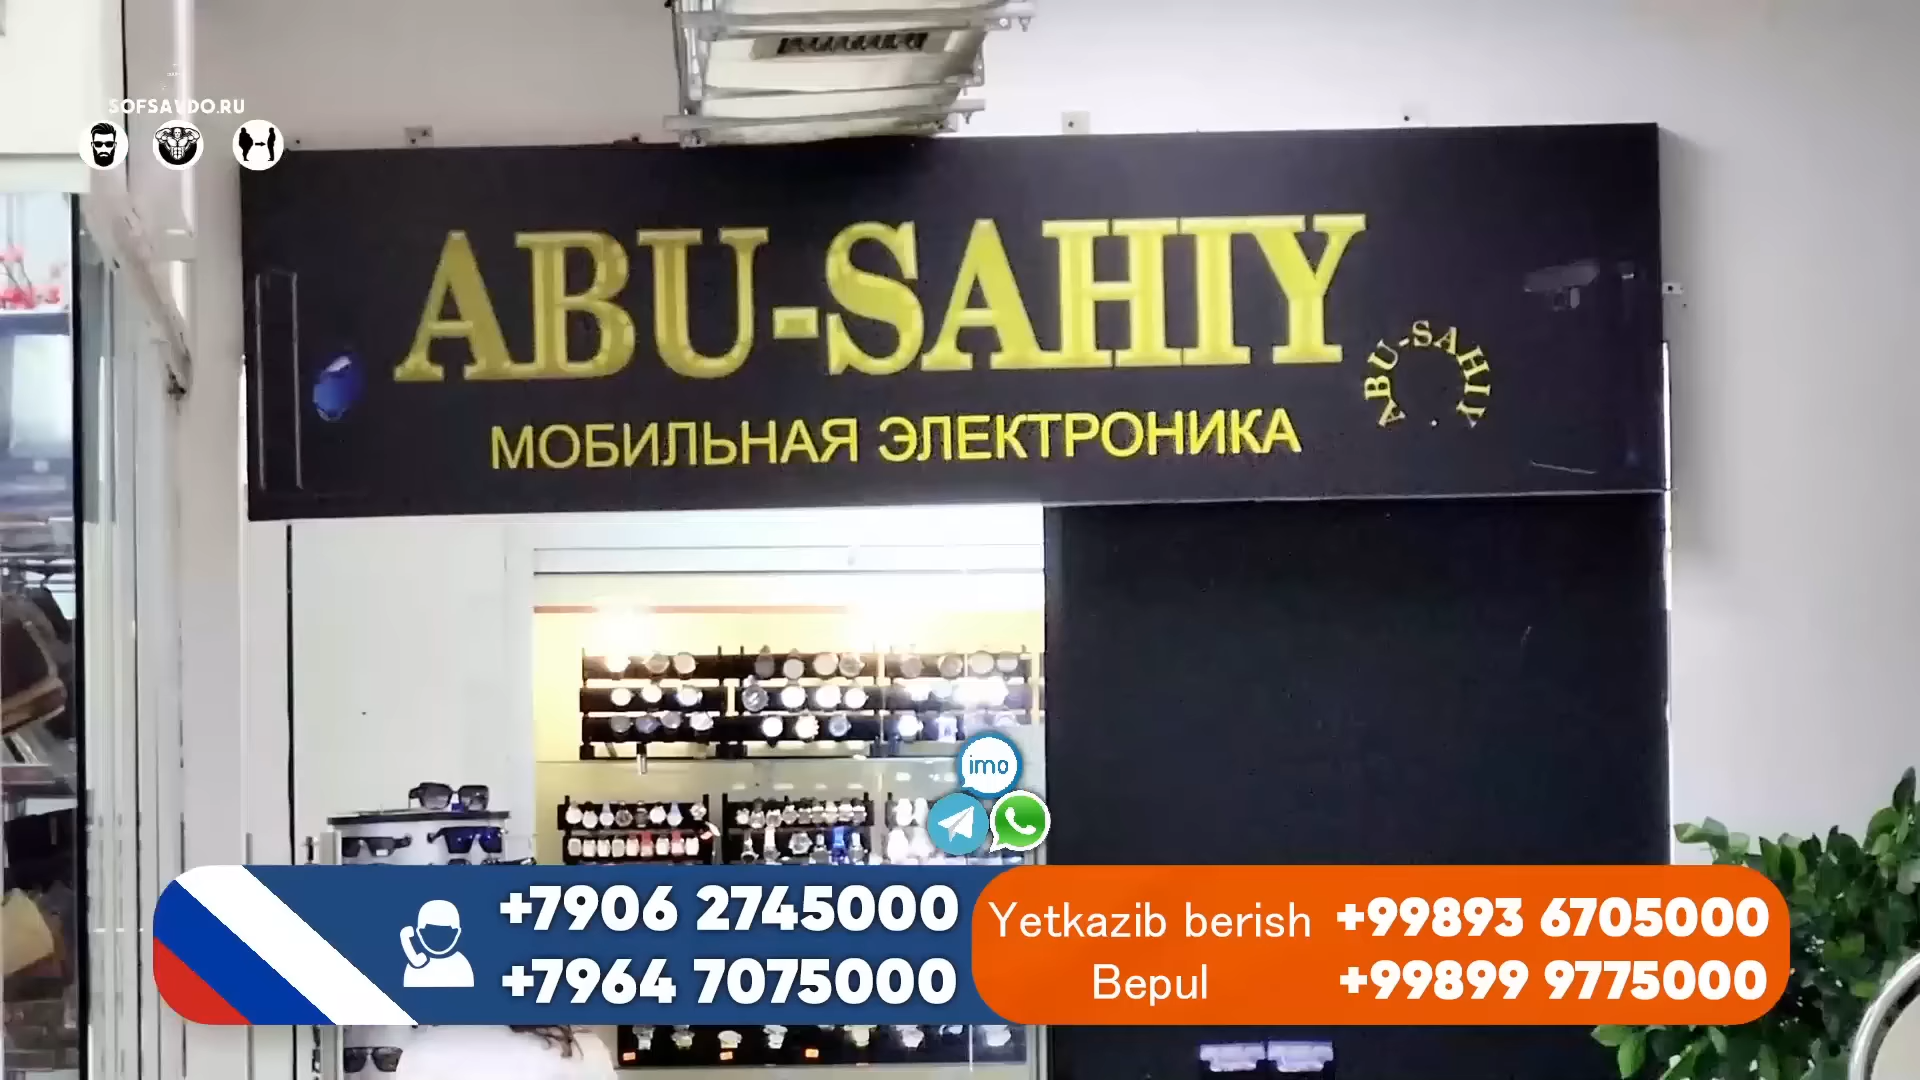 SOFSAVDO.RU
ABU-SAHIY
ABU-SAHIY
МОБИЛЬНАЯ ЭЛЕКТРОНИКА
imo
+7906 2745000
+7964 7075000
Yetkazib berish
Bepul
+99893 6705000
+99899 9775000